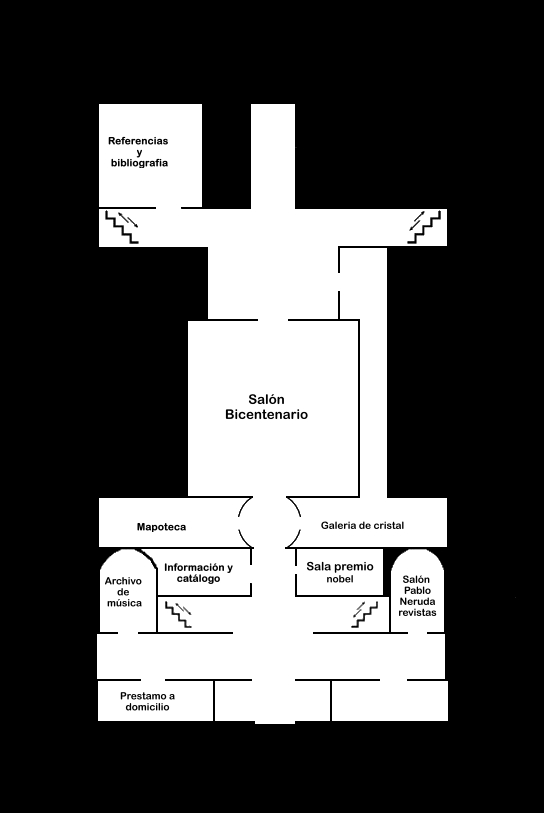 Referencias
y
bibliografia
Salón
Bicentenario
Mapoteca
Galería de cristal
Información y
catálogo
Sala premio
nobel
Archivo
de
música
Salón
Pablo
Neruda
revistas
Prestamo a
domicilio